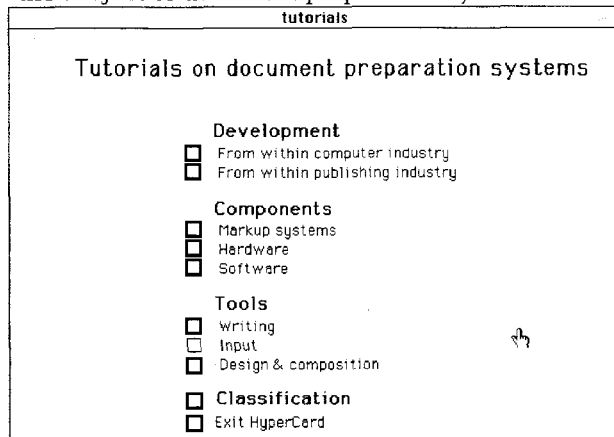 tutorials
Tutorials on document preparation systems
Development
From within computer industry
From within publishing industry
Components
Markup systems
Hardware
Software
Tools
Writing
Input
Design & composition
Classification
Exit HyperCard